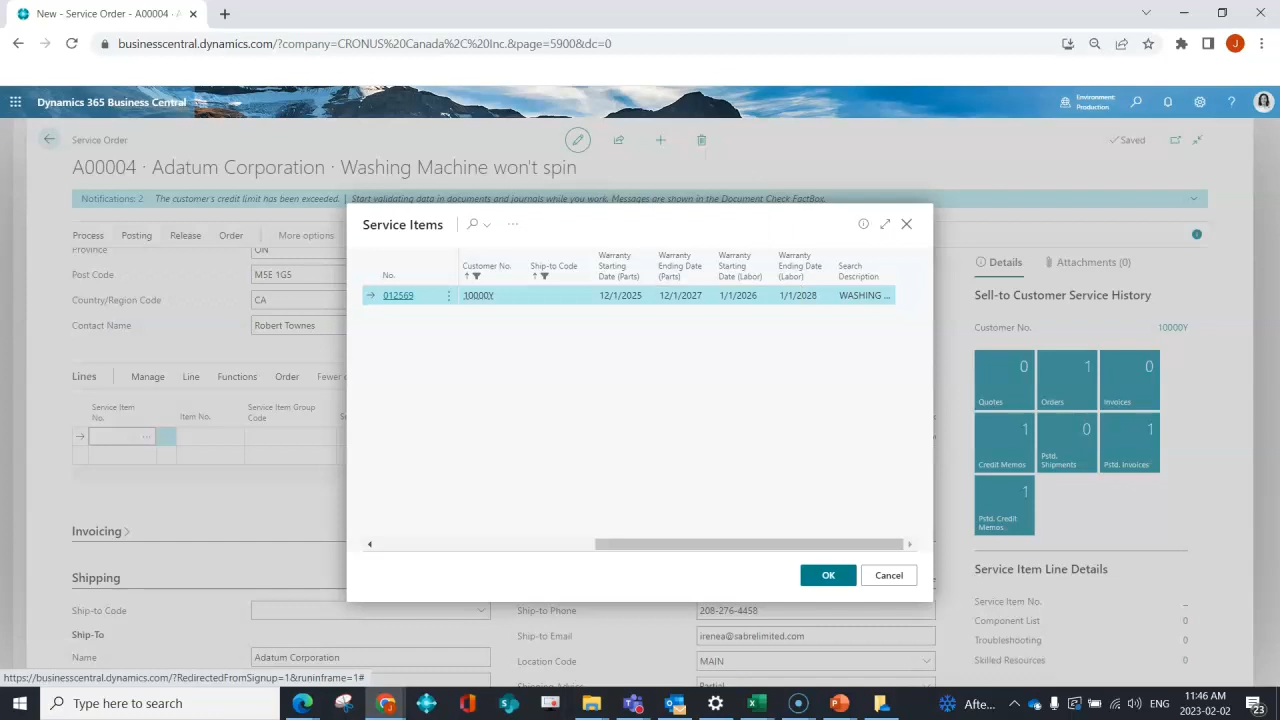 New - Service Order - A00004 ·
businesscentral.dynamics.com/?company=CRONUS%20Canada%2C%20Inc.&page=5900&dc=0
J
Dynamics 365 Business Central
Environment:
Production
Service Order
Saved
A00004 · Adatum Corporation · Washing Machine won't spin
Notifications: 2 The customer's credit limit has been exceeded. | Start validating data in documents and journals while you work. Messages are shown in the Document Check FactBox.
Process Posting Release Order More options
Province ON
Post Code M5E 1G5
Country/Region Code CA
Contact Name Robert Townes
Lines Manage Line Functions Order Fewer
Service Item
No.
Item No.
Service Item Group
Code
Invoicing
Shipping
Ship-to Code
Ship-To
Name Adatum Corporation
Service Items
No.
Customer No.
Ship-to Code
Warranty
Starting
Date (Parts)
Warranty
Ending Date
(Parts)
Warranty
Starting
Date (Labor)
Warranty
Ending Date
(Labor)
Search
Description
012569 10000Y 12/1/2025 12/1/2027 1/1/2026 1/1/2028 WASHING ...
OK Cancel
Ship-to Phone 208-276-4458
Ship-to Email irenea@sabrelimited.com
Location Code MAIN
Shipping Advice Partial
Details Attachments (0)
Sell-to Customer Service History
Customer No. 10000Y
0
Quotes
1
Orders
0
Invoices
1
Credit Memos
0
Pstd.
Shipments
1
Pstd. Invoices
1
Pstd. Credit
Memos
Service Item Line Details
Service Item No. _
Component List 0
Troubleshooting 0
Skilled Resources 0
https://businesscentral.dynamics.com/?RedirectedFromSignup=1&runinframe=1#
Type here to search
Afte...
ENG
11:46 AM
2023-02-02
23